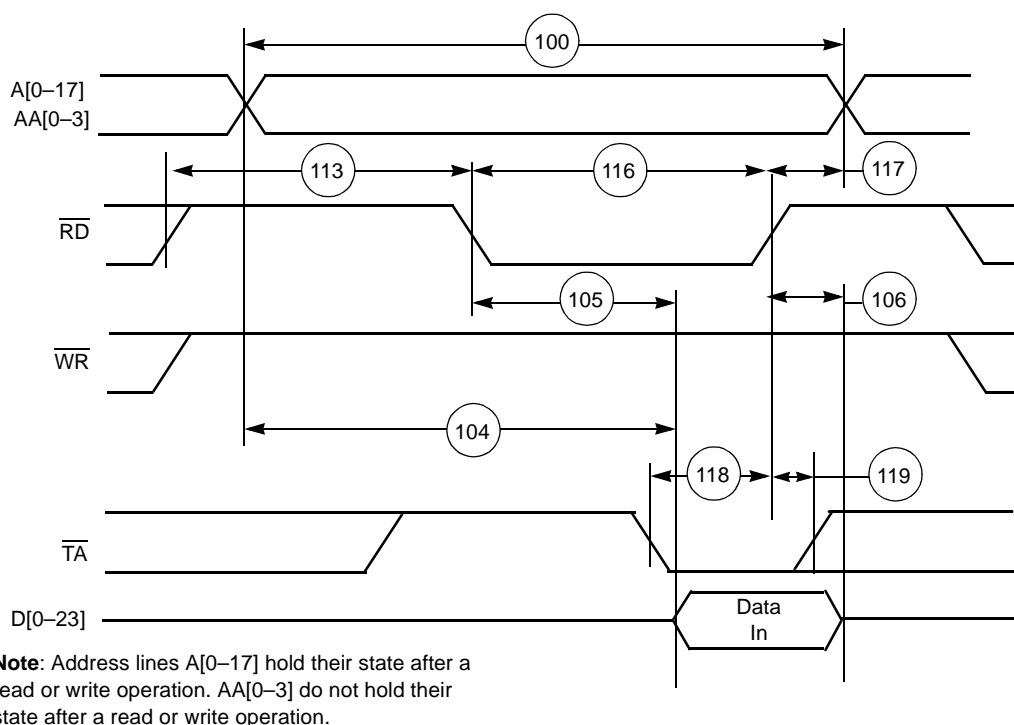 100
A[0–17]
AA[0–3]
113
116
117
RD
105
106
WR
104
118
119
TA
D[0–23]
Data
In
Note: Address lines A[0–17] hold their state after a
read or write operation. AA[0–3] do not hold their
state after a read or write operation.